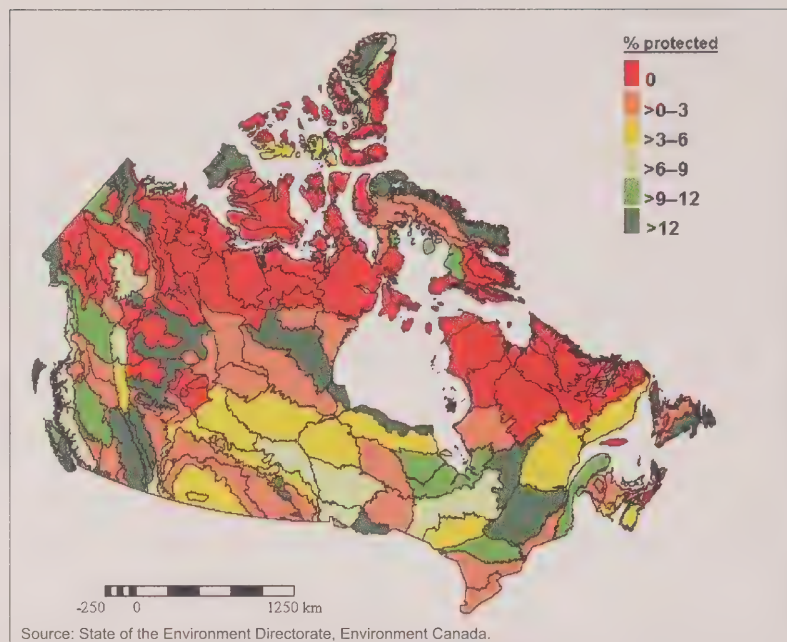 % protected
0
>0–3
>3–6
>6–9
>9–12
>12
-250 0 1250 km
Source: State of the Environment Directorate, Environment Canada.